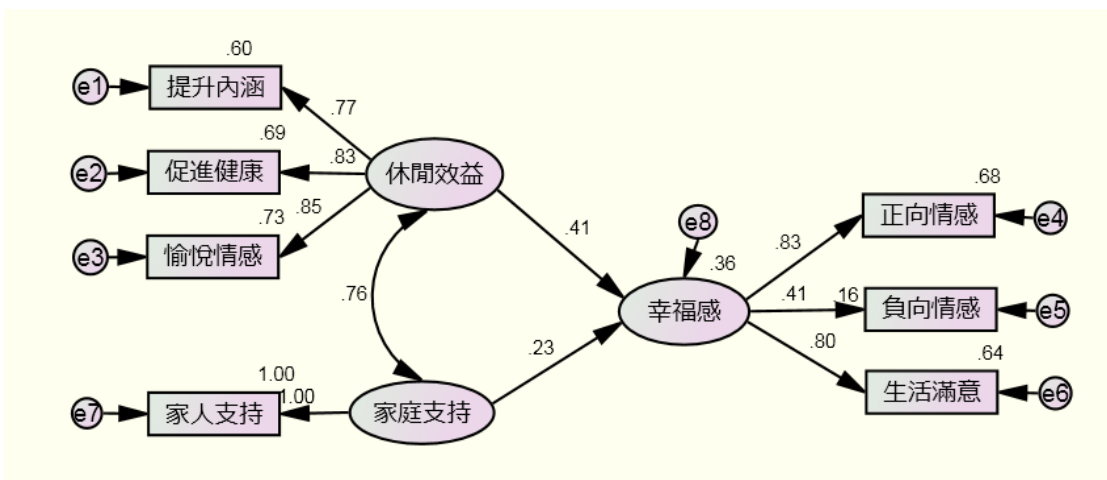 .60
e1
提升內涵
.77
.69
e2
促進健康
.83
休閒效益
.73
.85
e3
愉悅情感
.76
.41
e8
.36
幸福感
.23
1.00
1.00
e7
家人支持
家庭支持
.68
正向情感
e4
.83
.41
.16
負向情感
e5
.80
.64
生活滿意
e6